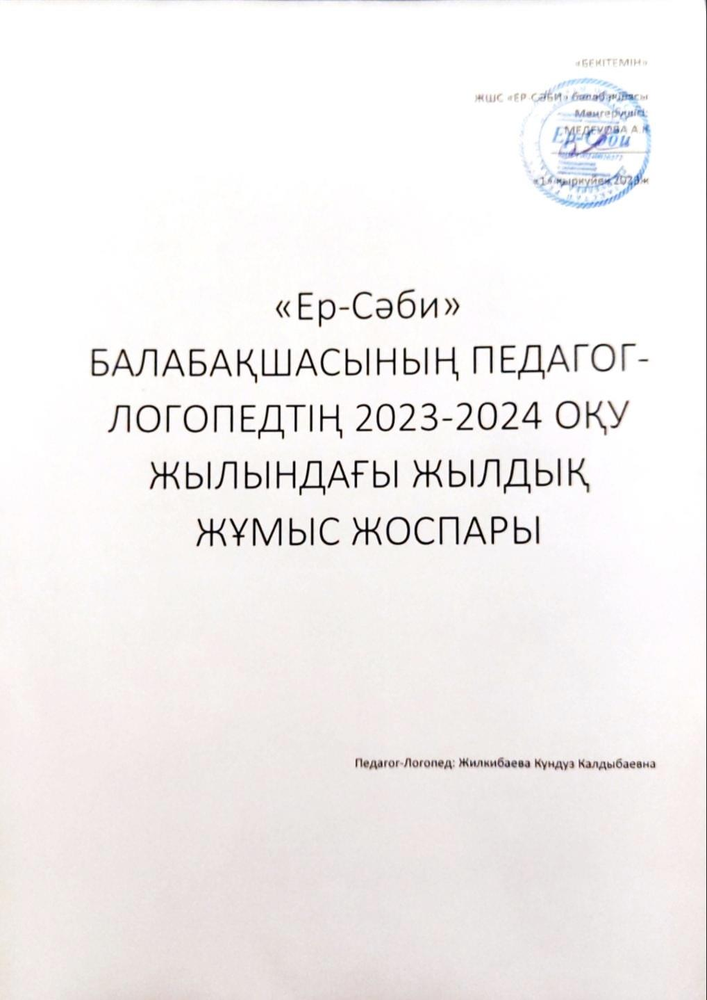 «БЕКІТЕМІН»
ЖШС «ЕР-СӘБИ» балабақшасы
Меңгерушісі:
МЕДЕУОВА А.К
Ер-Сәби
«1» қыркүйек 2023ж
«Ер-Сәби»
БАЛАБАҚШАСЫНЫҢ ПЕДАГОГ-
ЛОГОПЕДТІҢ 2023-2024 ОҚУ
ЖЫЛЫНДАҒЫ ЖЫЛДЫҚ
ЖҰМЫС ЖОСПАРЫ
Педагог-Логопед: Жилкибаева Кундуз Калдыбаевна